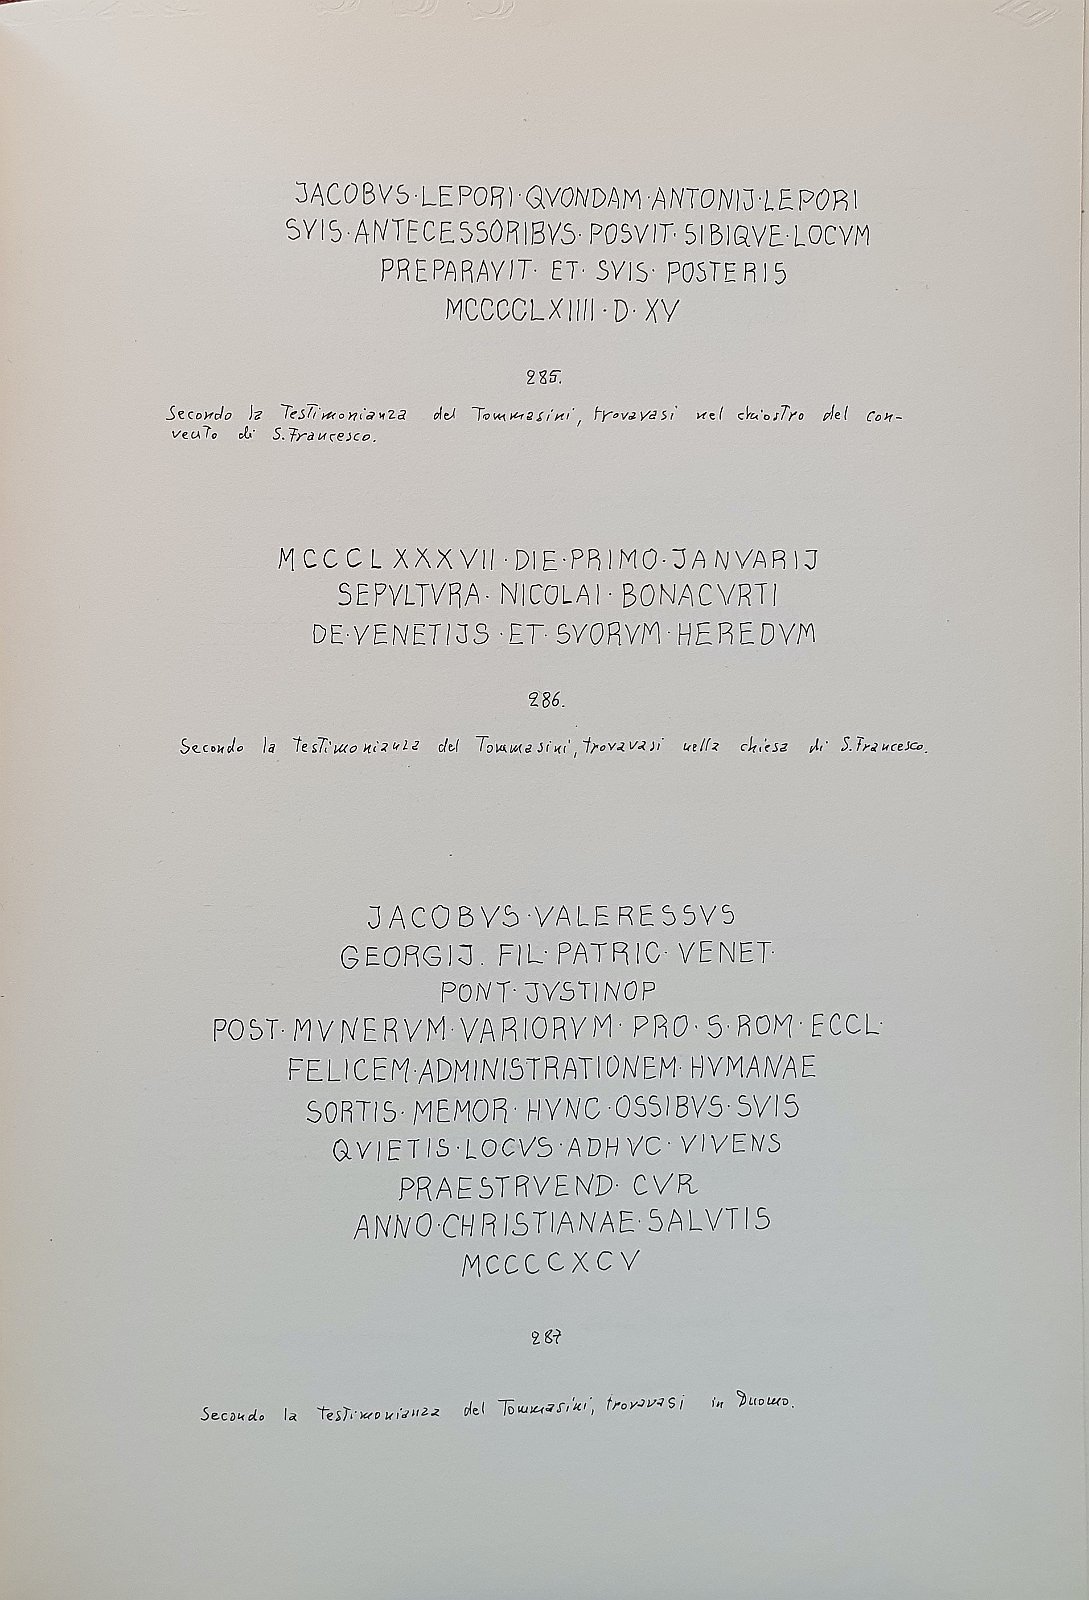 JACOBVS·LEPORI·QVONDAM·ANTONIJ·LEPORI
SVIS·ANTECESSORIBVS·POSVIT·SIBIQVE·LOCVM
PREPARAVIT· ET· SVIS· POSTERIS
MCCCCLXIIII·D·XV
285.
Secondo la Testimonianza del Tommasini, trovavasi nel chiostro del con-
vento di S. Francesco.
MCCCLXXXVII·DIE·PRIMO·JANVARIJ
SEPVLTVRA· NICOLAI· BONACVRTI
DE·VENETIJS·ET·SVORVM·HEREDVM
286.
Secondo la testimonianza del Tommasini, trovavasi nella chiesa di S. Francesco.
JACOBVS·VALERESSVS
GEORGIJ. FIL· PATRIC· VENET·
PONT·JVSTINOP
POST·MVNERVM·VARIORVM·PRO·S·ROM·ECCL·
FELICEM·ADMINISTRATIONEM·HVMANAE
SORTIS·MEMOR·HVNC·OSSIBVS·SVIS
QVIETIS·LOCVS·ADHVC·VIVENS
PRAESTRVEND· CVR
ANNO·CHRISTIANAE·SALVTIS
MCCCCXCV
287
Secondo la testimonianza del Tommasini, trovavasi in Duomo.